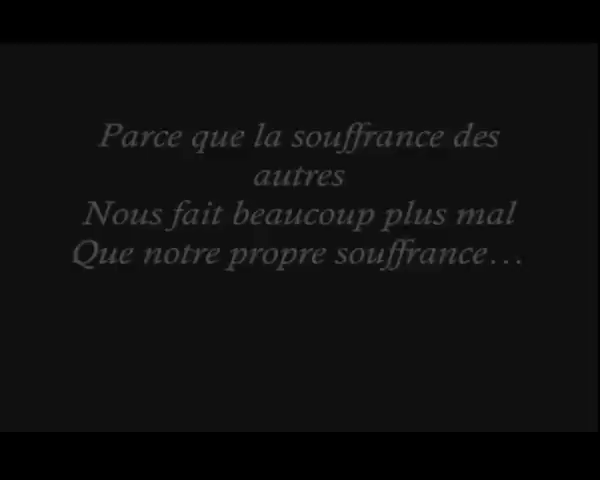 Parce que la souffrance des
autres
Nous fait beaucoup plus mal
Que notre propre souffrance…